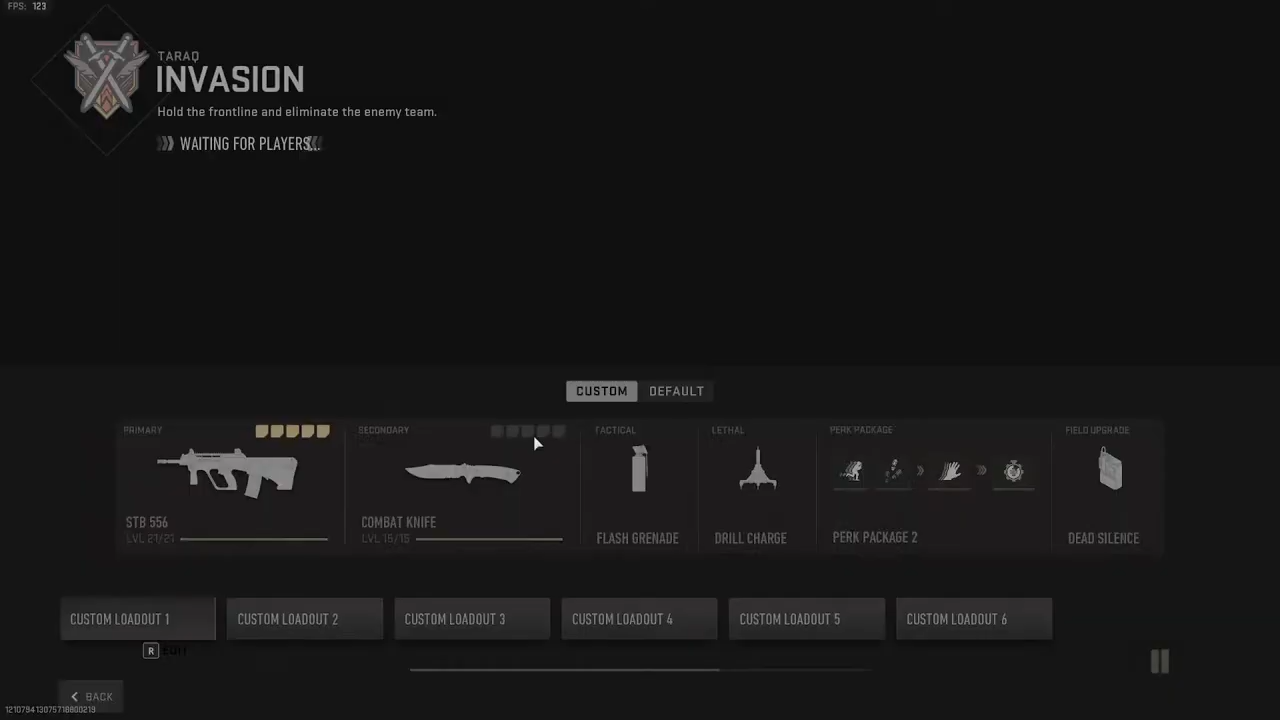 FPS: 123
TARAQ
INVASION
Hold the frontline and eliminate the enemy team.
WAITING FOR PLAYERS...
CUSTOM DEFAULT
PRIMARY SECONDARY TACTICAL LETHAL PERK PACKAGE FIELD UPGRADE
STB 556 COMBAT KNIFE FLASH GRENADE DRILL CHARGE PERK PACKAGE 2 DEAD SILENCE
LVL 21/21 LVL 15/15
CUSTOM LOADOUT 1 CUSTOM LOADOUT 2 CUSTOM LOADOUT 3 CUSTOM LOADOUT 4 CUSTOM LOADOUT 5 CUSTOM LOADOUT 6
R EDIT
BACK